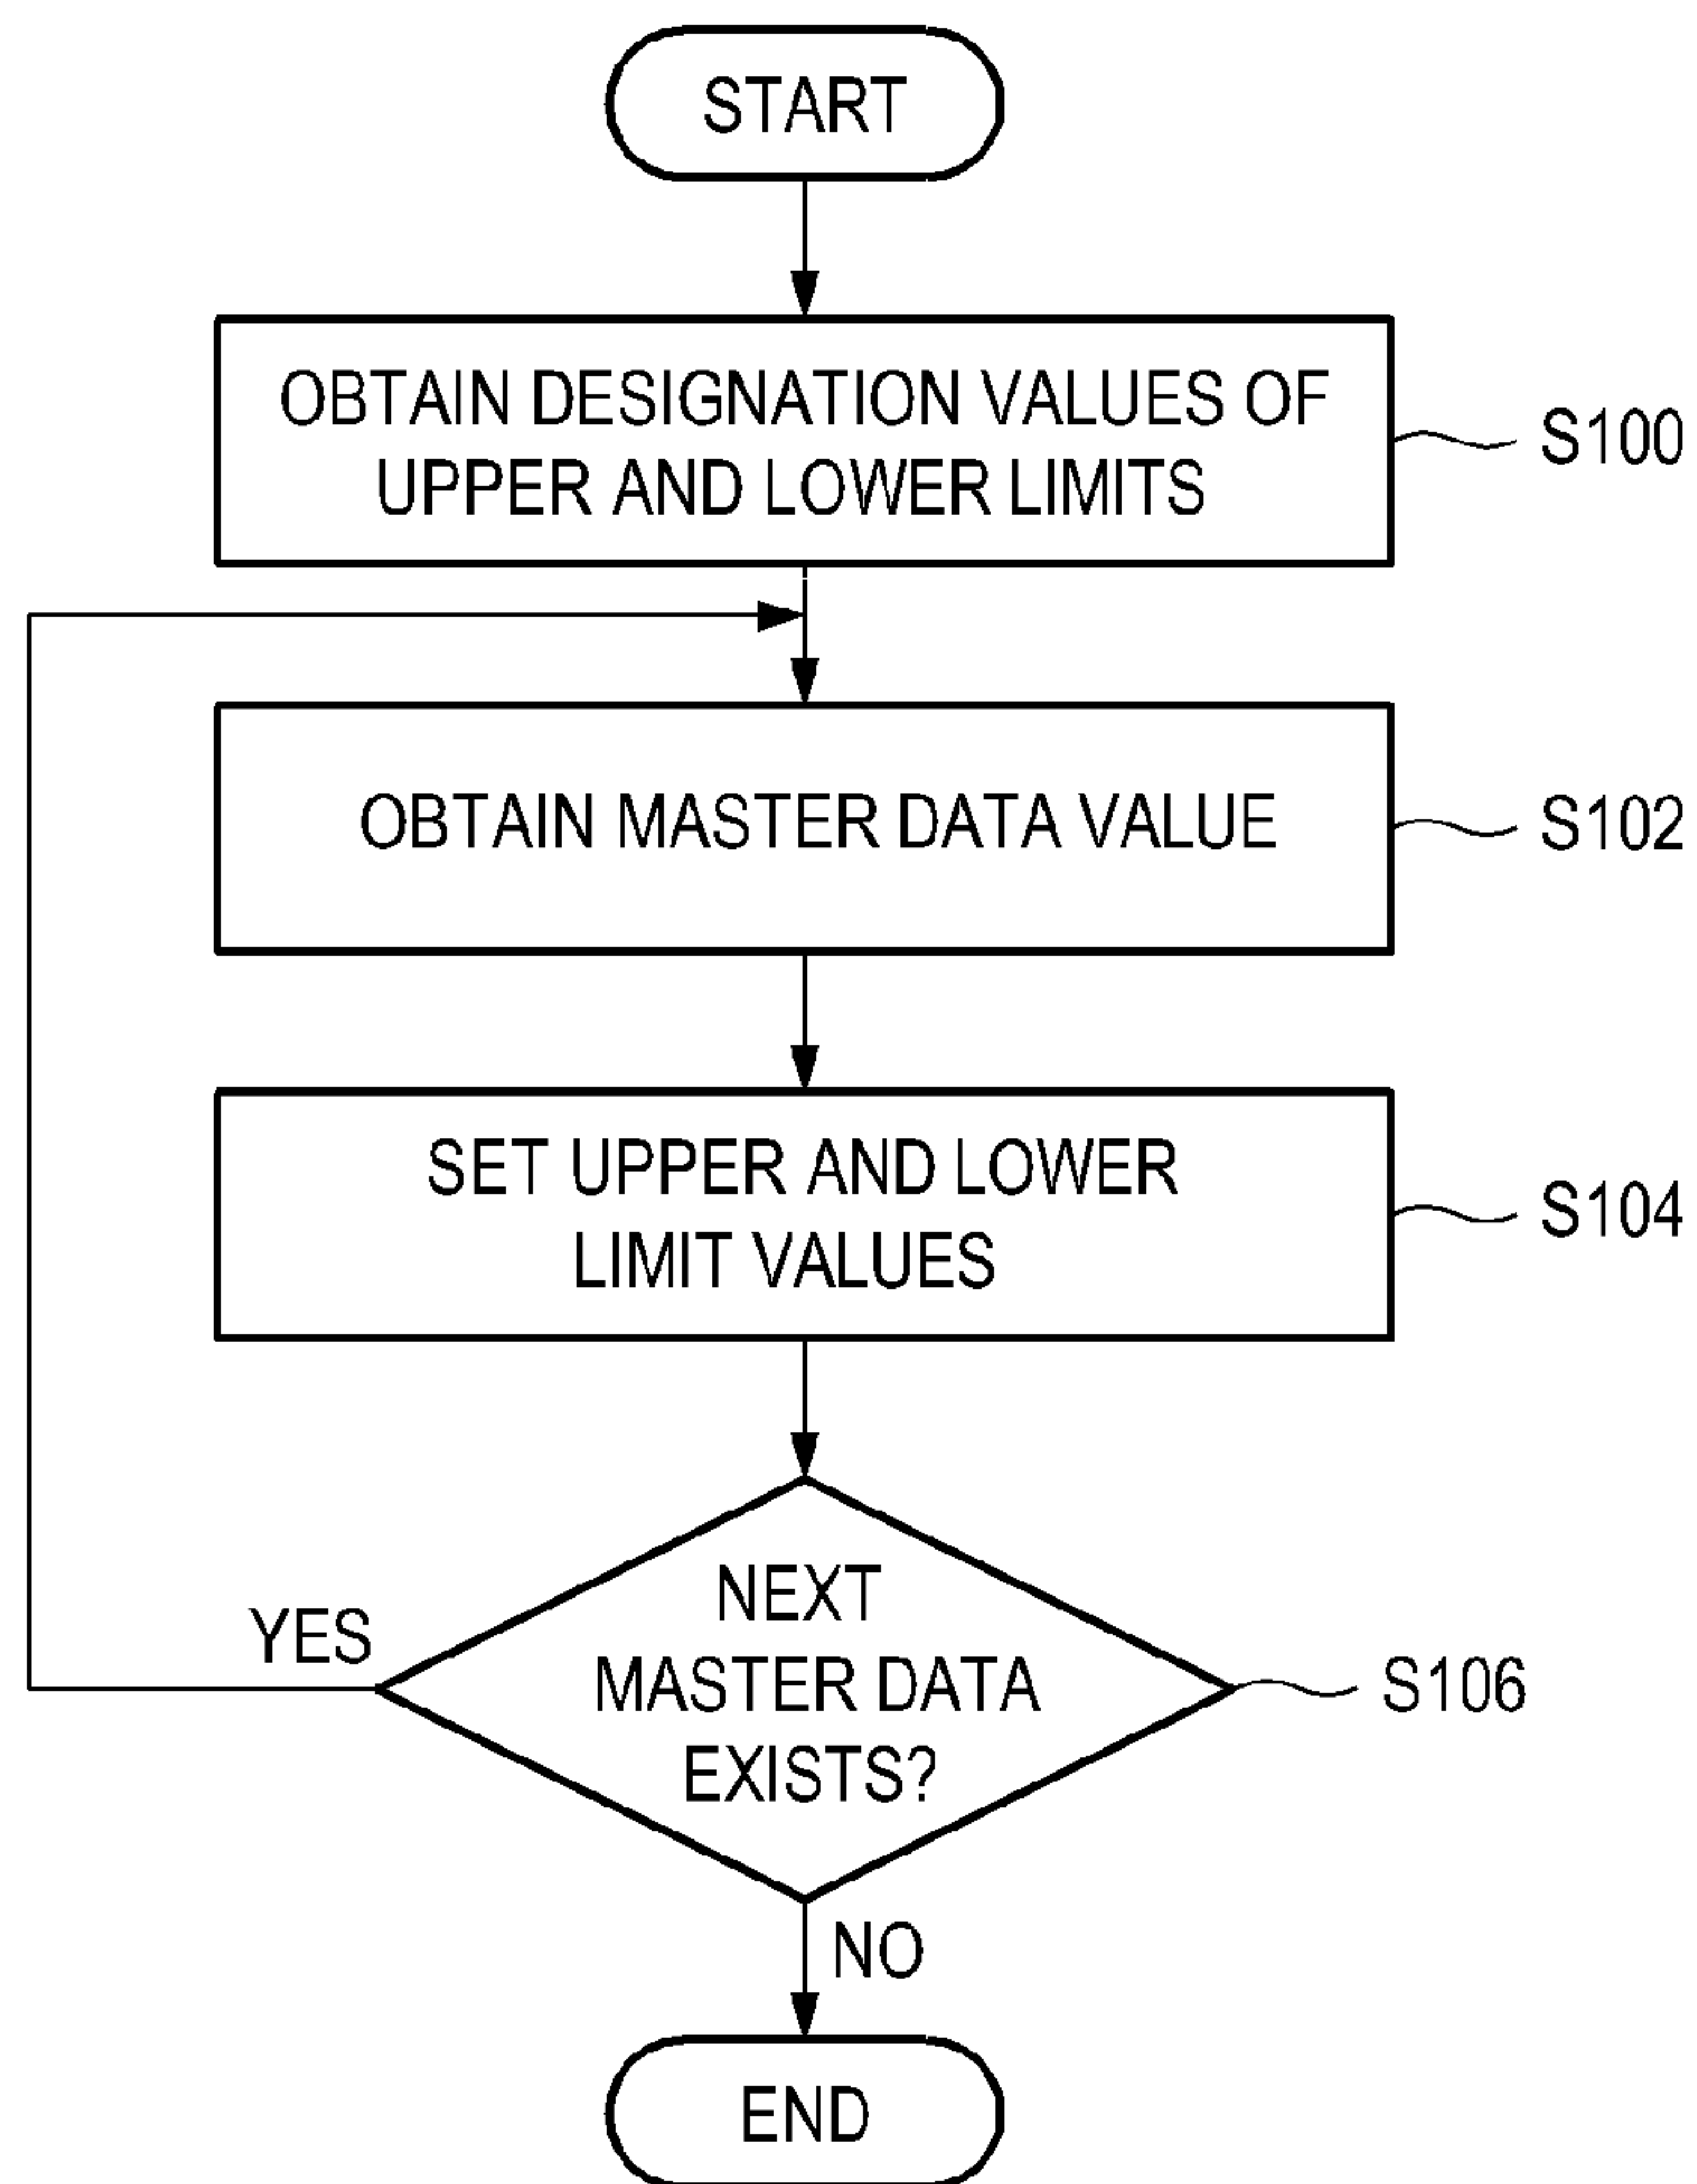 START
OBTAIN DESIGNATION VALUES OF
UPPER AND LOWER LIMITS
S100
OBTAIN MASTER DATA VALUE
S102
SET UPPER AND LOWER
LIMIT VALUES
S104
NEXT
MASTER DATA
EXISTS?
YES
S106
NO
END